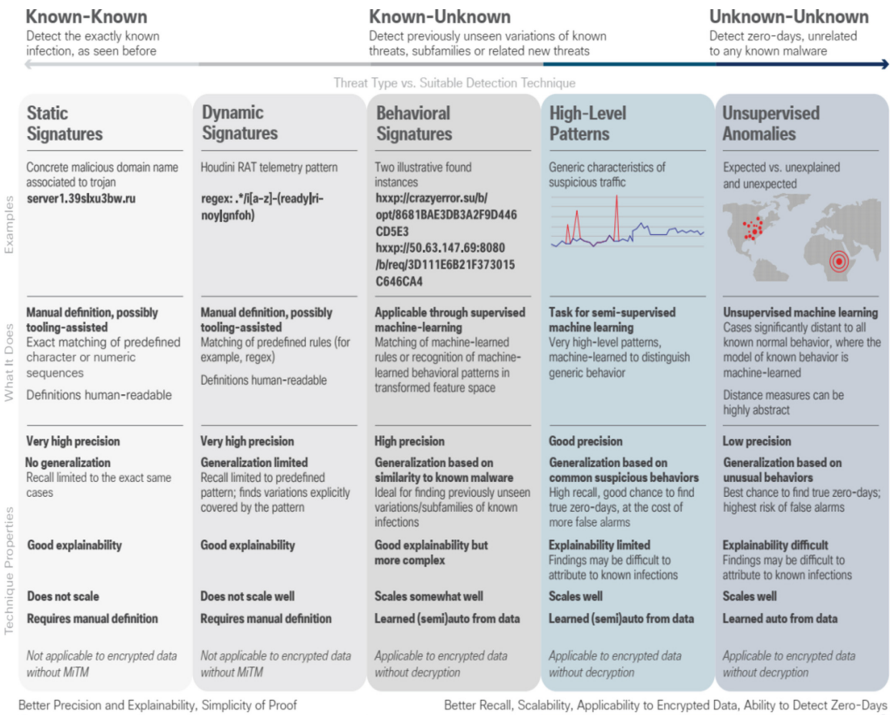 Known-Known
Detect the exactly known
infection, as seen before
Known-Unknown
Detect previously unseen variations of known
threats, subfamilies or related new threats
Unknown-Unknown
Detect zero-days, unrelated
to any known malware
Threat Type vs. Suitable Detection Technique
Static
Signatures
Dynamic
Signatures
Behavioral
Signatures
High-Level
Patterns
Unsupervised
Anomalies
Examples
Concrete malicious domain name
associated to trojan
server1.39slxu3bw.ru
Houdini RAT telemetry pattern
regex: .*/i[a-z]-(ready|ri-
noy|gnfoh)
Two illustrative found
instances
hxxp://crazyerror.su/b/
opt/8681BAE3DB3A2F9D446
CD5E3
hxxp://50.63.147.69:8080
/b/req/3D111E6B21F373015
C646CA4
Generic characteristics of
suspicious traffic
Expected vs. unexplained
and unexpected
What It Does
Manual definition, possibly
tooling-assisted
Exact matching of predefined
character or numeric
sequences
Definitions human-readable
Manual definition, possibly
tooling-assisted
Matching of predefined rules (for
example, regex)
Definitions human-readable
Applicable through supervised
machine-learning
Matching of machine-learned
rules or recognition of machine-
learned behavioral patterns in
transformed feature space
Task for semi-supervised
machine learning
Very high-level patterns,
machine-learned to distinguish
generic behavior
Unsupervised machine learning
Cases significantly distant to all
known normal behavior, where the
model of known behavior is
machine-learned
Distance measures can be
highly abstract
Technique Properties
Very high precision
No generalization
Recall limited to the exact same
cases
Good explainability
Does not scale
Requires manual definition
Not applicable to encrypted data
without MiTM
Very high precision
Generalization limited
Recall limited to predefined
pattern; finds variations explicitly
covered by the pattern
Good explainability
Does not scale well
Requires manual definition
Not applicable to encrypted data
without MiTM
High precision
Generalization based on
similarity to known malware
Ideal for finding previously unseen
variations/subfamilies of known
infections
Good explainability but
more complex
Scales somewhat well
Learned (semi)auto from data
Applicable to encrypted data
without decryption
Good precision
Generalization based on
common suspicious behaviors
High recall, good chance to find
true zero-days, at the cost of
more false alarms
Explainability limited
Findings may be difficult to
attribute to known infections
Scales well
Learned (semi)auto from data
Applicable to encrypted data
without decryption
Low precision
Generalization based on
unusual behaviors
Best chance to find true zero-days;
highest risk of false alarms
Explainability difficult
Findings may be difficult to
attribute to known infections
Scales well
Learned auto from data
Applicable to encrypted data
without decryption
Better Precision and Explainability, Simplicity of Proof
Better Recall, Scalability, Applicability to Encrypted Data, Ability to Detect Zero-Days